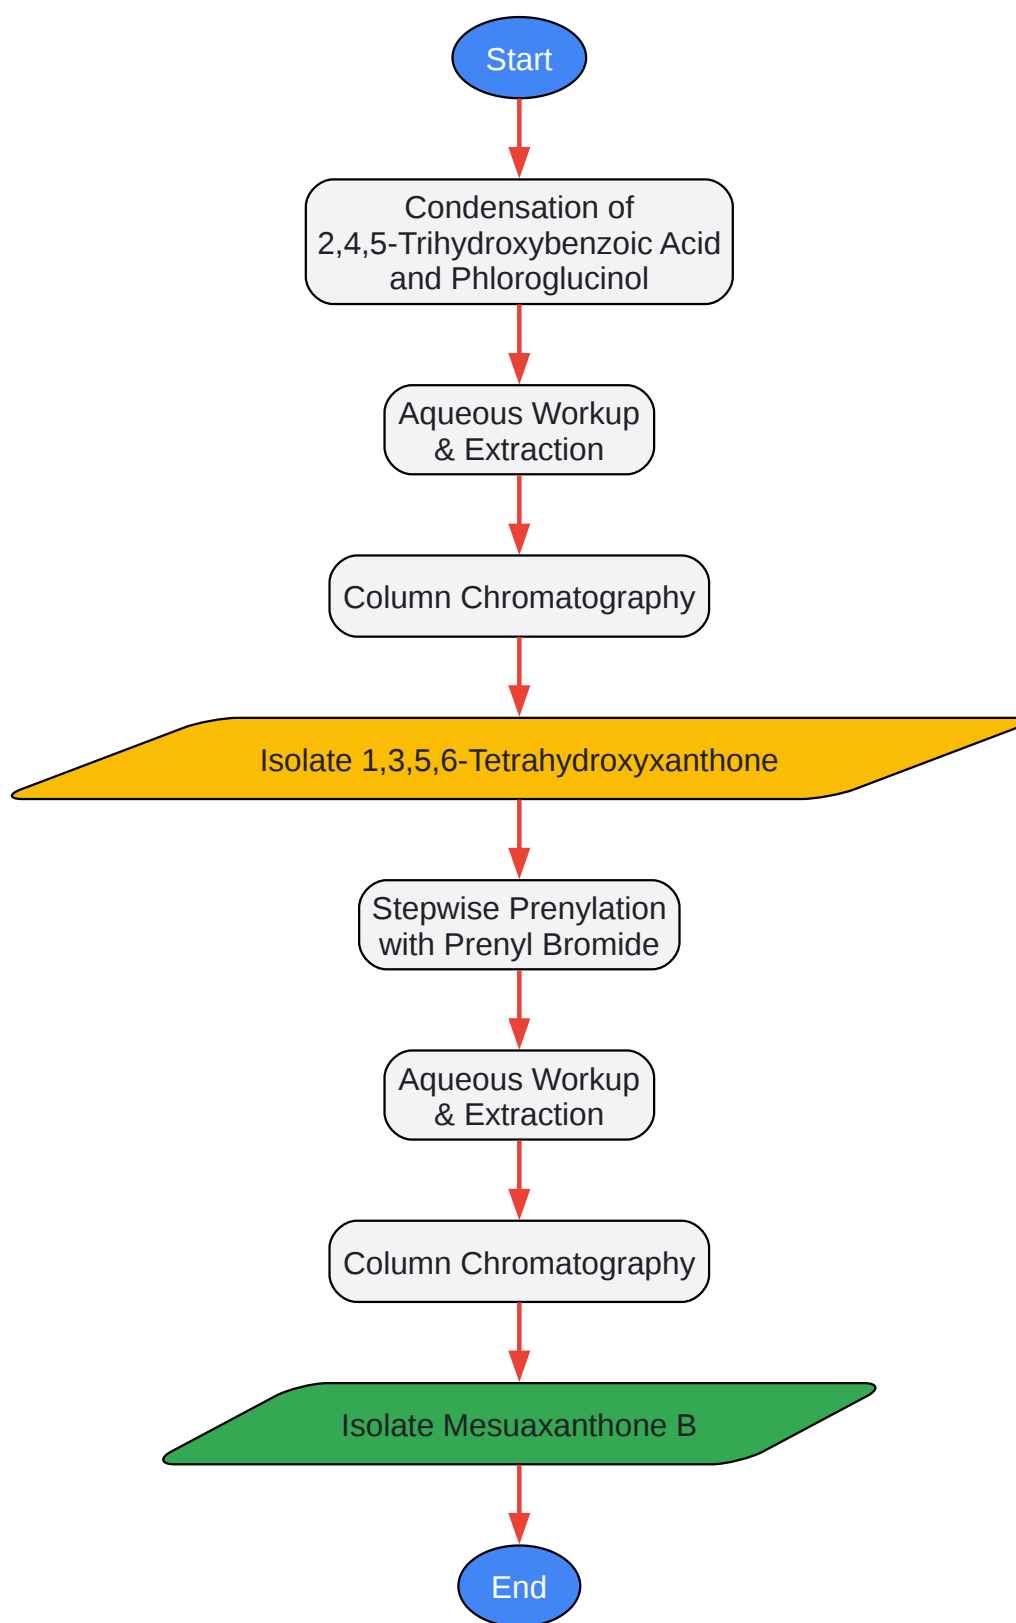 Start
Condensation of
2,4,5-Trihydroxybenzoic Acid
and Phloroglucinol
Aqueous Workup
& Extraction
Column Chromatography
Isolate 1,3,5,6-Tetrahydroxyxanthone
Stepwise Prenylation
with Prenyl Bromide
Aqueous Workup
& Extraction
Column Chromatography
Isolate Mesuaxanthone B
End